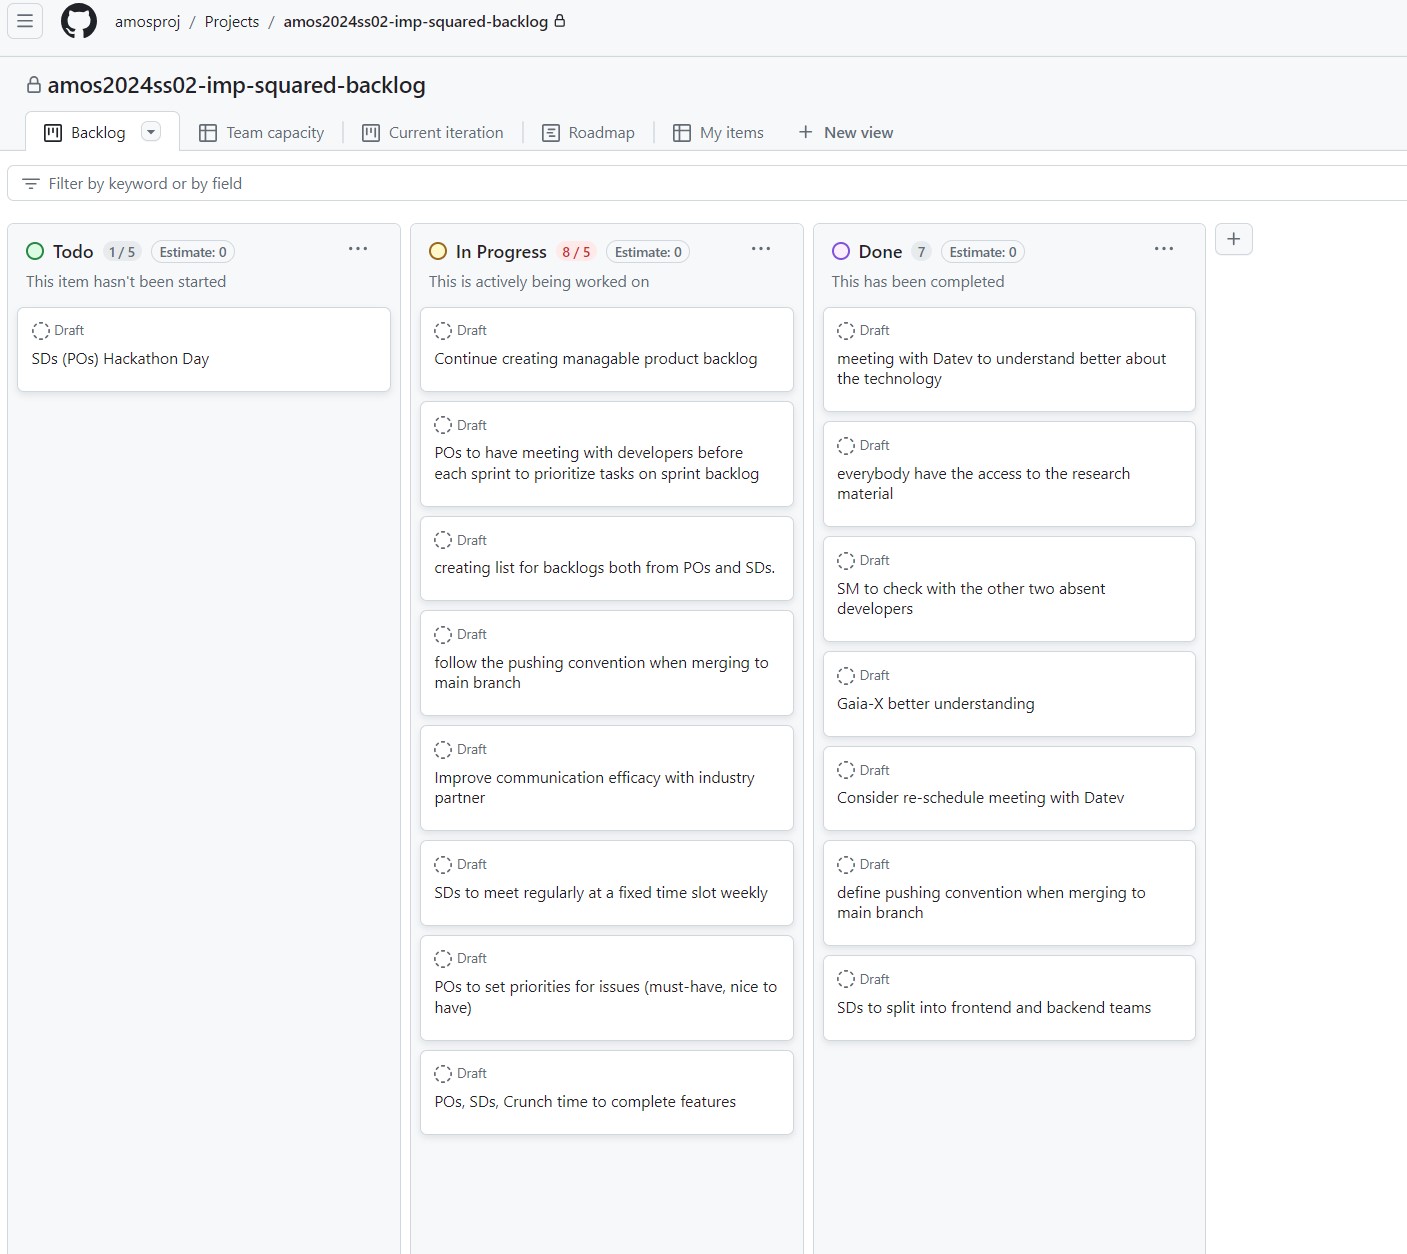 amosproj / Projects / amos2024ss02-imp-squared-backlog
amos2024ss02-imp-squared-backlog
Backlog Team capacity Current iteration Roadmap My items + New view
Filter by keyword or by field
Todo 1 / 5 Estimate: 0
This item hasn't been started
Draft
SDs (POs) Hackathon Day
In Progress 8 / 5 Estimate: 0
This is actively being worked on
Draft
Continue creating managable product backlog
Draft
POs to have meeting with developers before
each sprint to prioritize tasks on sprint backlog
Draft
creating list for backlogs both from POs and SDs.
Draft
follow the pushing convention when merging to
main branch
Draft
Improve communication efficacy with industry
partner
Draft
SDs to meet regularly at a fixed time slot weekly
Draft
POs to set priorities for issues (must-have, nice to
have)
Draft
POs, SDs, Crunch time to complete features
Done 7 Estimate: 0
This has been completed
Draft
meeting with Datev to understand better about
the technology
Draft
everybody have the access to the research
material
Draft
SM to check with the other two absent
developers
Draft
Gaia-X better understanding
Draft
Consider re-schedule meeting with Datev
Draft
define pushing convention when merging to
main branch
Draft
SDs to split into frontend and backend teams